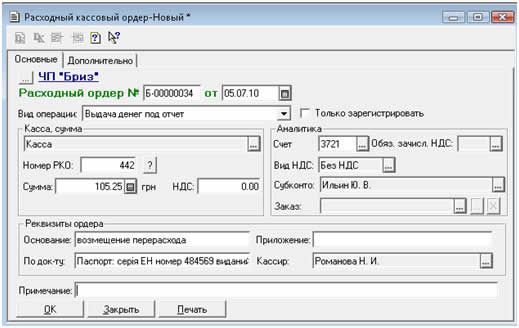 Расходный кассовый ордер-Новый *
Основные Дополнительно
... ЧП "Бриз"
Расходный ордер № Б-00000034 от 05.07.10
Вид операции: Выдача денег под отчет Только зарегистрировать
Касса, сумма
Касса ...
Номер РКО: 442 ?
Сумма: 105.25 грн НДС: 0.00
Аналитика
Счет 3721 ... Обяз. зачисл. НДС: ...
Вид НДС: Без НДС ...
Субконто: Ильин Ю. В. ...
Заказ: ... ... X
Реквизиты ордера
Основание: возмещение перерасхода Приложение:
По док-ту: Паспорт: серія ЕН номер 484569 видани Кассир: Романова Н. И. ...
Примечание:
OK Закрыть Печать